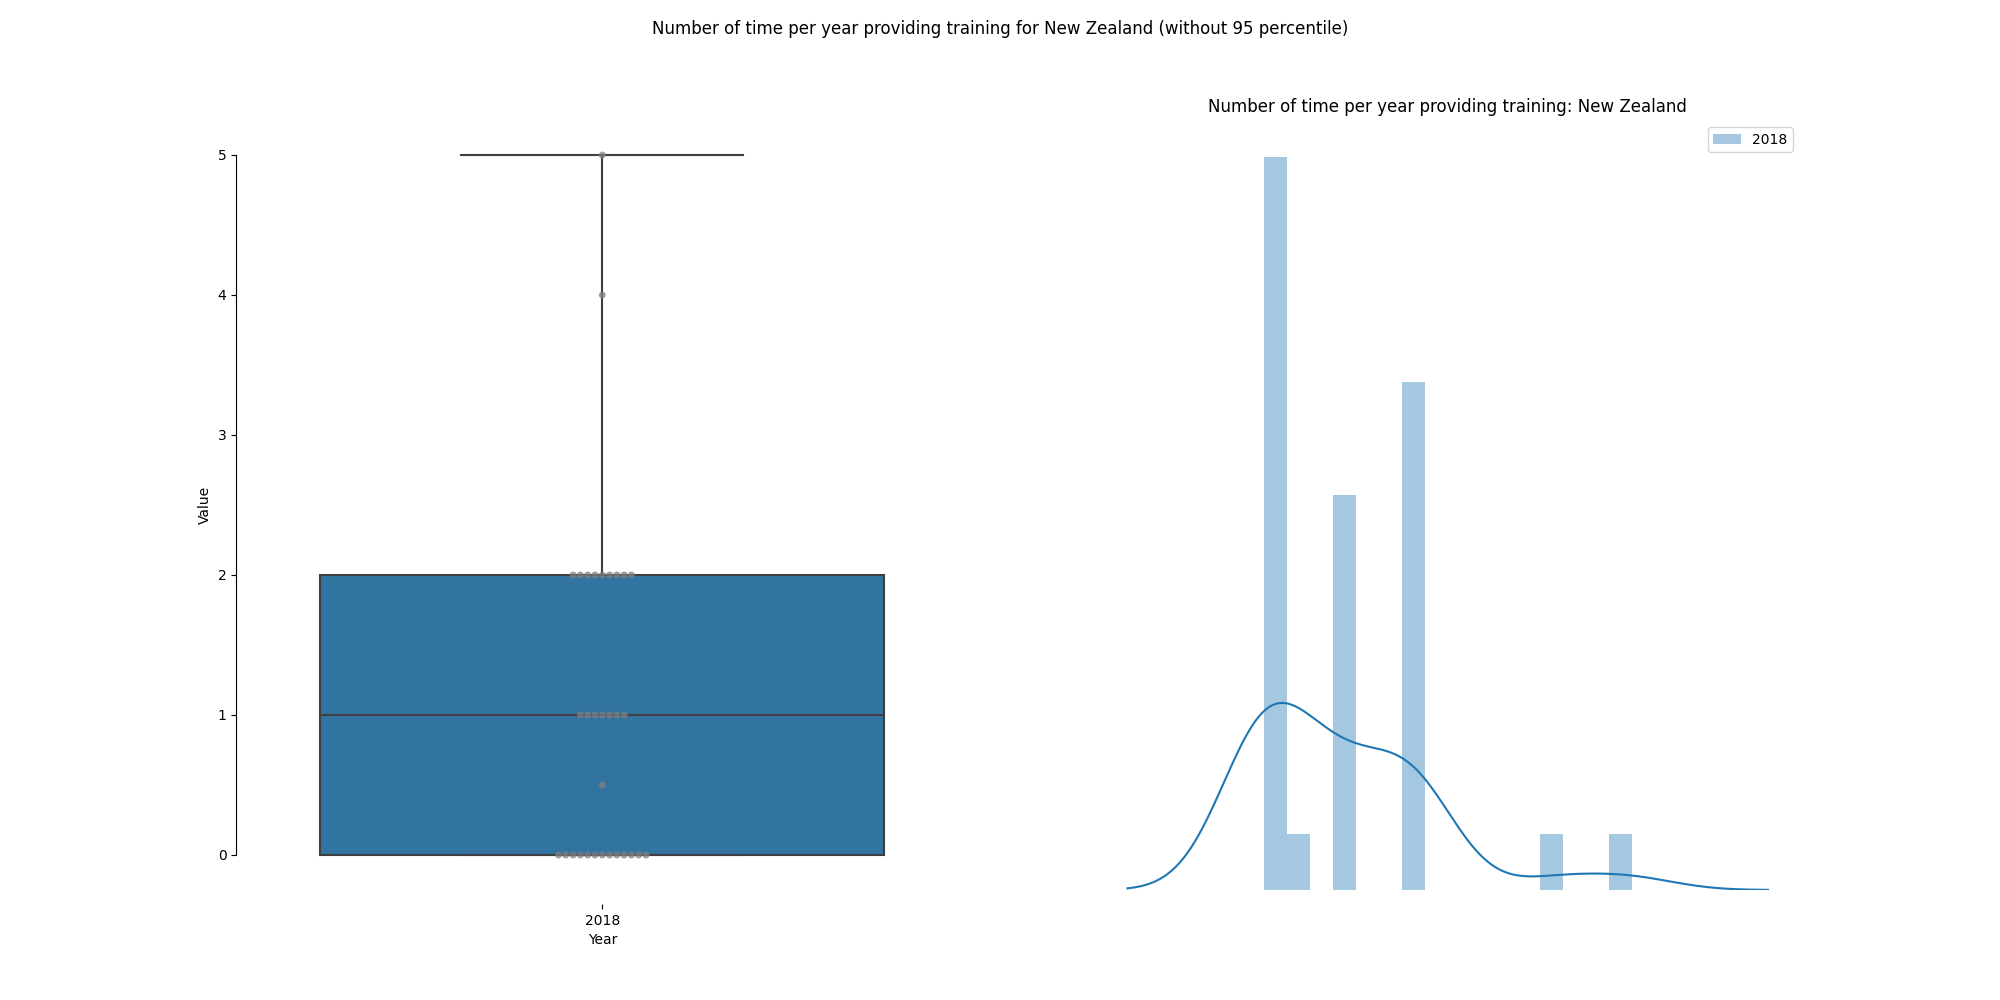 Number of time per year providing training for New Zealand (without 95 percentile)
Number of time per year providing training: New Zealand
2018
5
4
3
2
1
0
Value
2018
Year